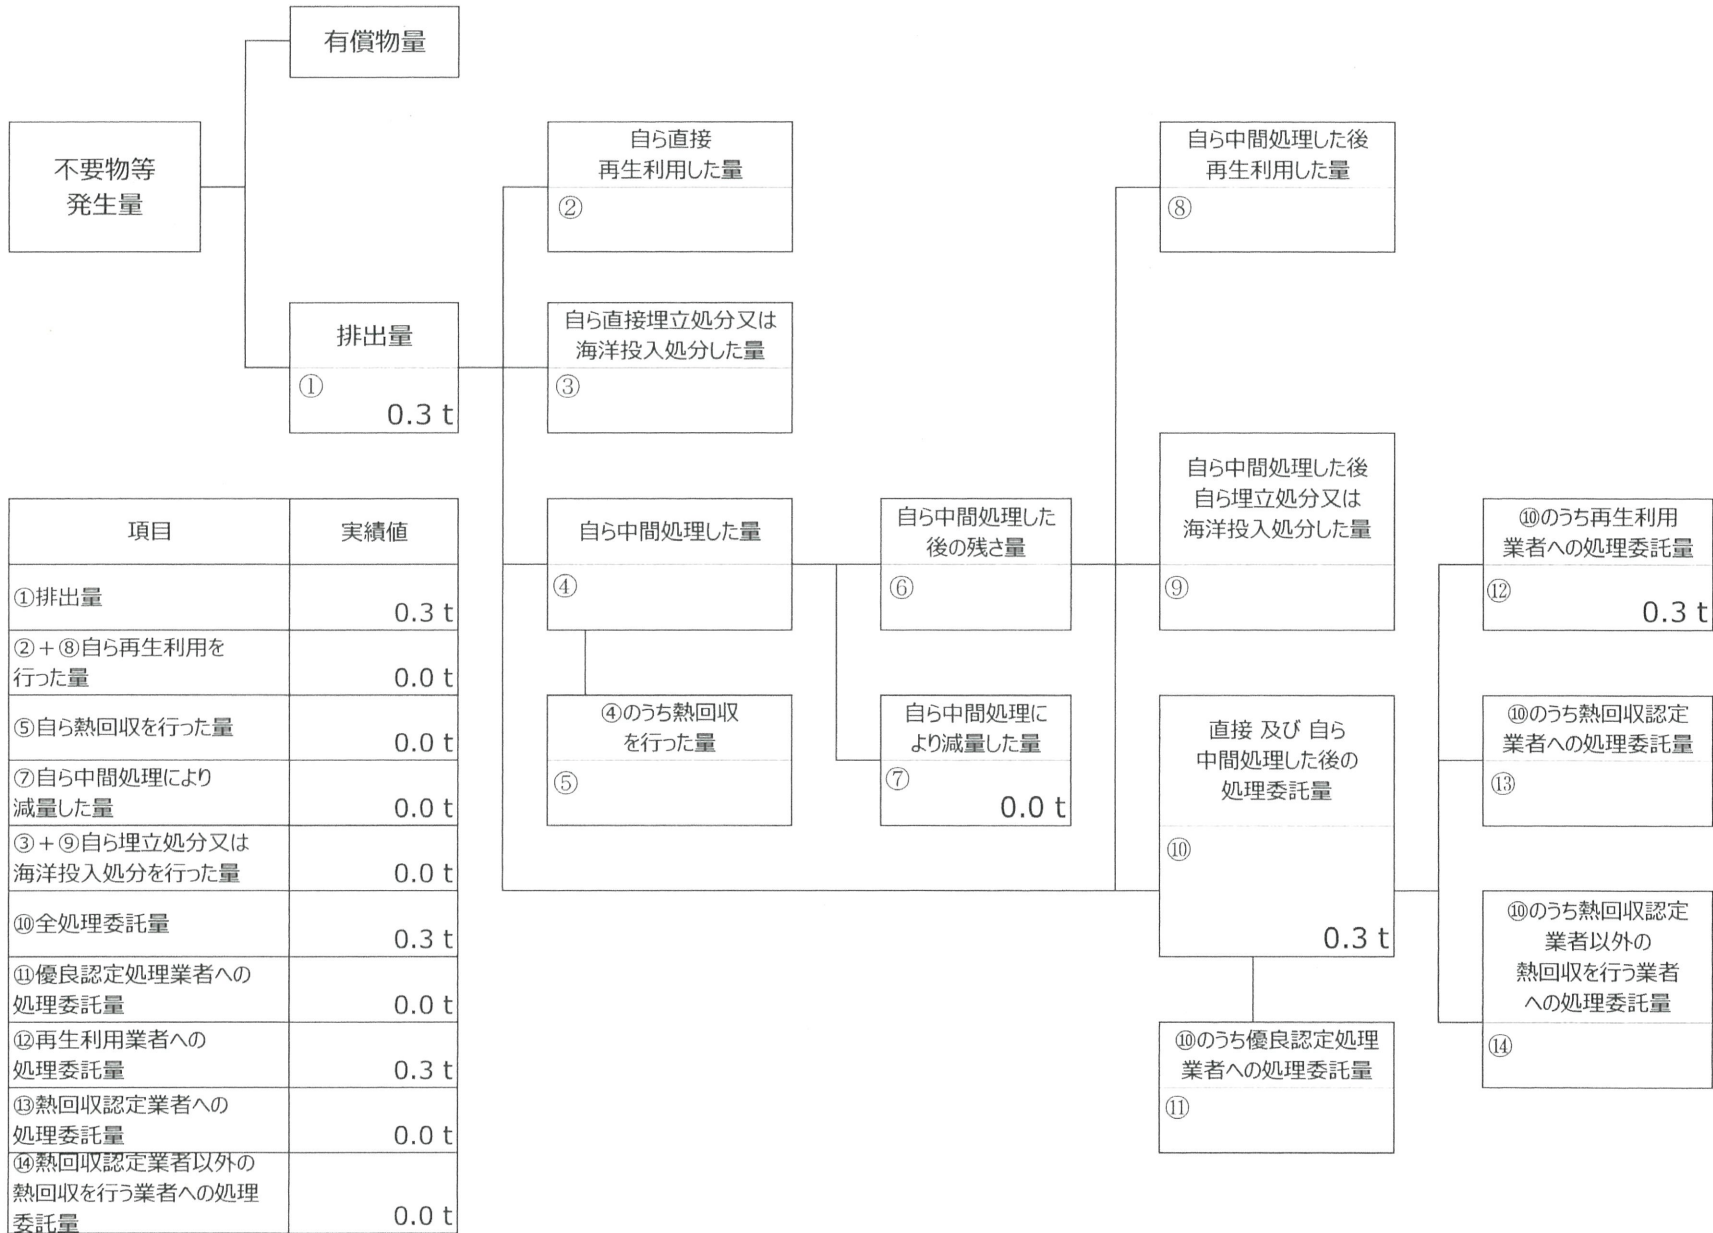 有償物量
不要物等
発生量
自ら直接
再生利用した量
②
自ら中間処理した後
再生利用した量
⑧
排出量
①
0.3 t
自ら直接埋立処分又は
海洋投入処分した量
③
自ら中間処理した量
④
自ら中間処理した
後の残さ量
⑥
自ら中間処理した後
自ら埋立処分又は
海洋投入処分した量
⑨
⑩のうち再生利用
業者への処理委託量
⑫
0.3 t
④のうち熱回収
を行った量
⑤
自ら中間処理に
より減量した量
⑦
0.0 t
直接 及び 自ら
中間処理した後の
処理委託量
⑩
0.3 t
⑩のうち熱回収認定
業者への処理委託量
⑬
⑩のうち熱回収認定
業者以外の
熱回収を行う業者
への処理委託量
⑭
⑩のうち優良認定処理
業者への処理委託量
⑪
項目 実績値
①排出量
0.3 t
②+⑧自ら再生利用を
行った量 0.0 t
⑤自ら熱回収を行った量
0.0 t
⑦自ら中間処理により
減量した量 0.0 t
③+⑨自ら埋立処分又は
海洋投入処分を行った量 0.0 t
⑩全処理委託量
0.3 t
⑪優良認定処理業者への
処理委託量 0.0 t
⑫再生利用業者への
処理委託量 0.3 t
⑬熱回収認定業者への
処理委託量 0.0 t
⑭熱回収認定業者以外の
熱回収を行う業者への処理
委託量 0.0 t